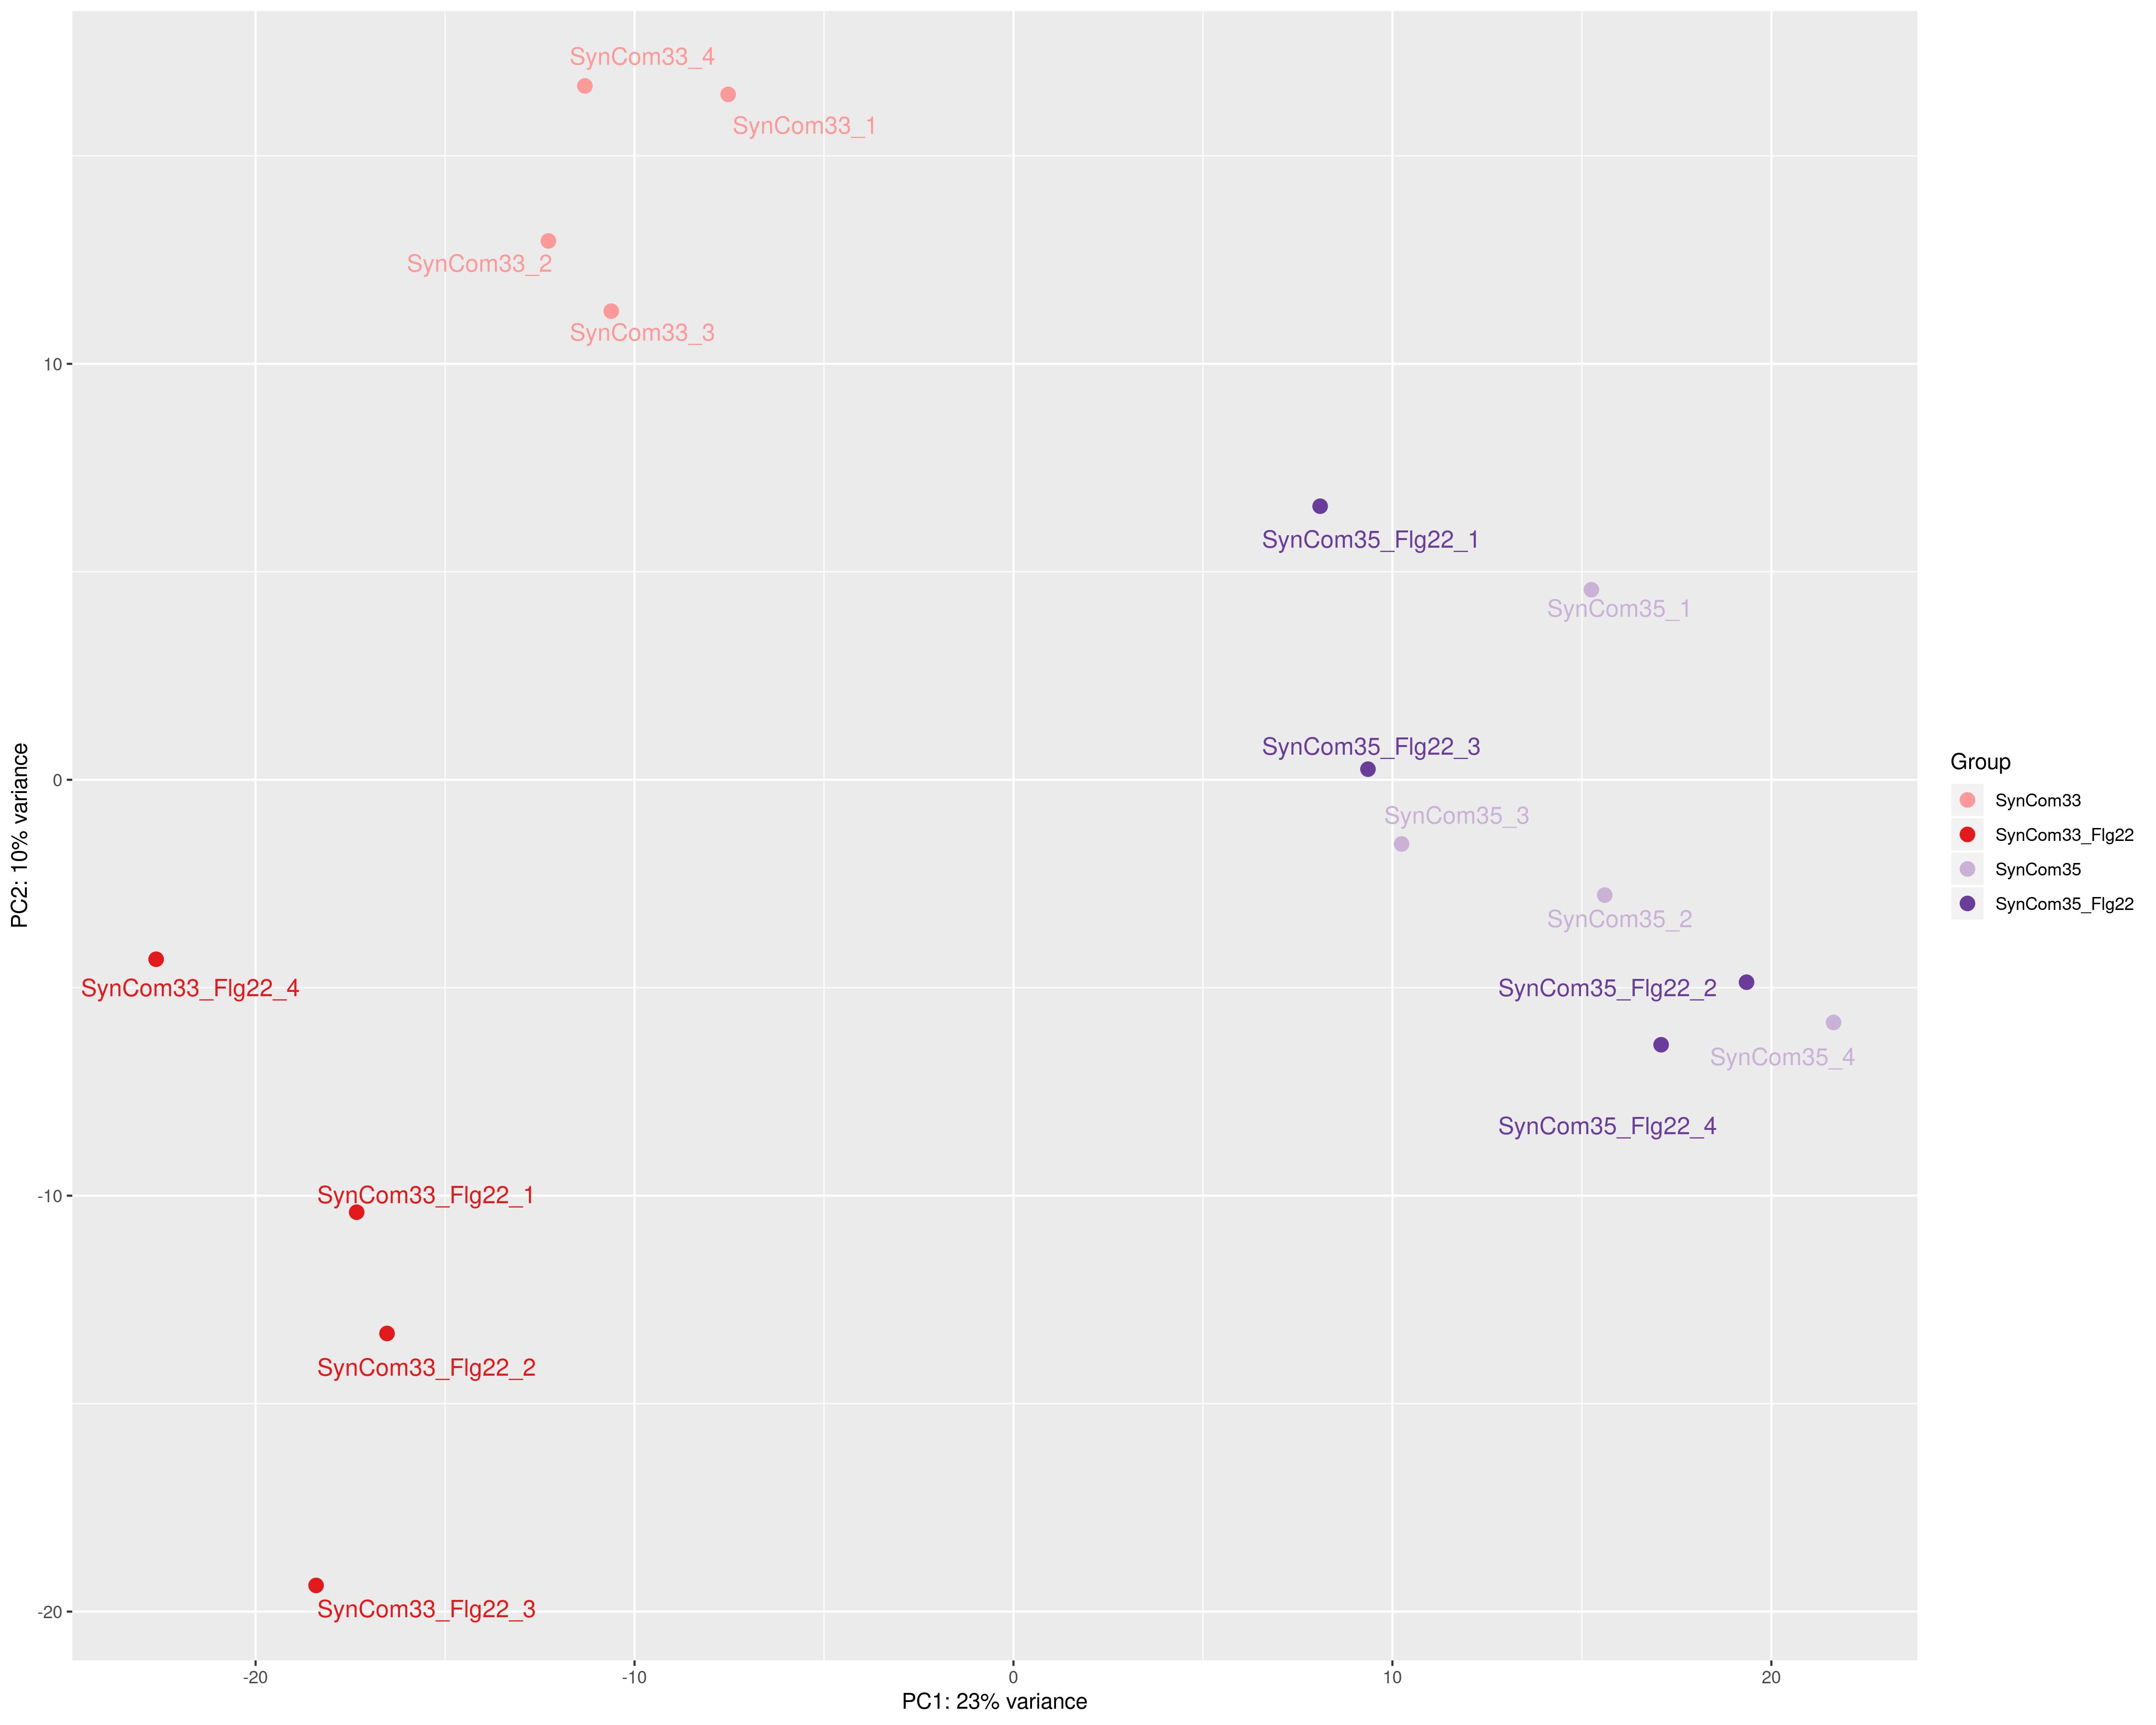 SynCom33_4
SynCom33_1
SynCom33_2
SynCom33_3
10
SynCom35_Flg22_1
SynCom35_1
SynCom35_Flg22_3
0
SynCom35_3
SynCom35_2
PC2: 10% variance
SynCom33_Flg22_4
SynCom35_Flg22_2
SynCom35_4
SynCom35_Flg22_4
-10
SynCom33_Flg22_1
SynCom33_Flg22_2
SynCom33_Flg22_3
-20
-20
-10
0
10
20
PC1: 23% variance
Group
SynCom33
SynCom33_Flg22
SynCom35
SynCom35_Flg22